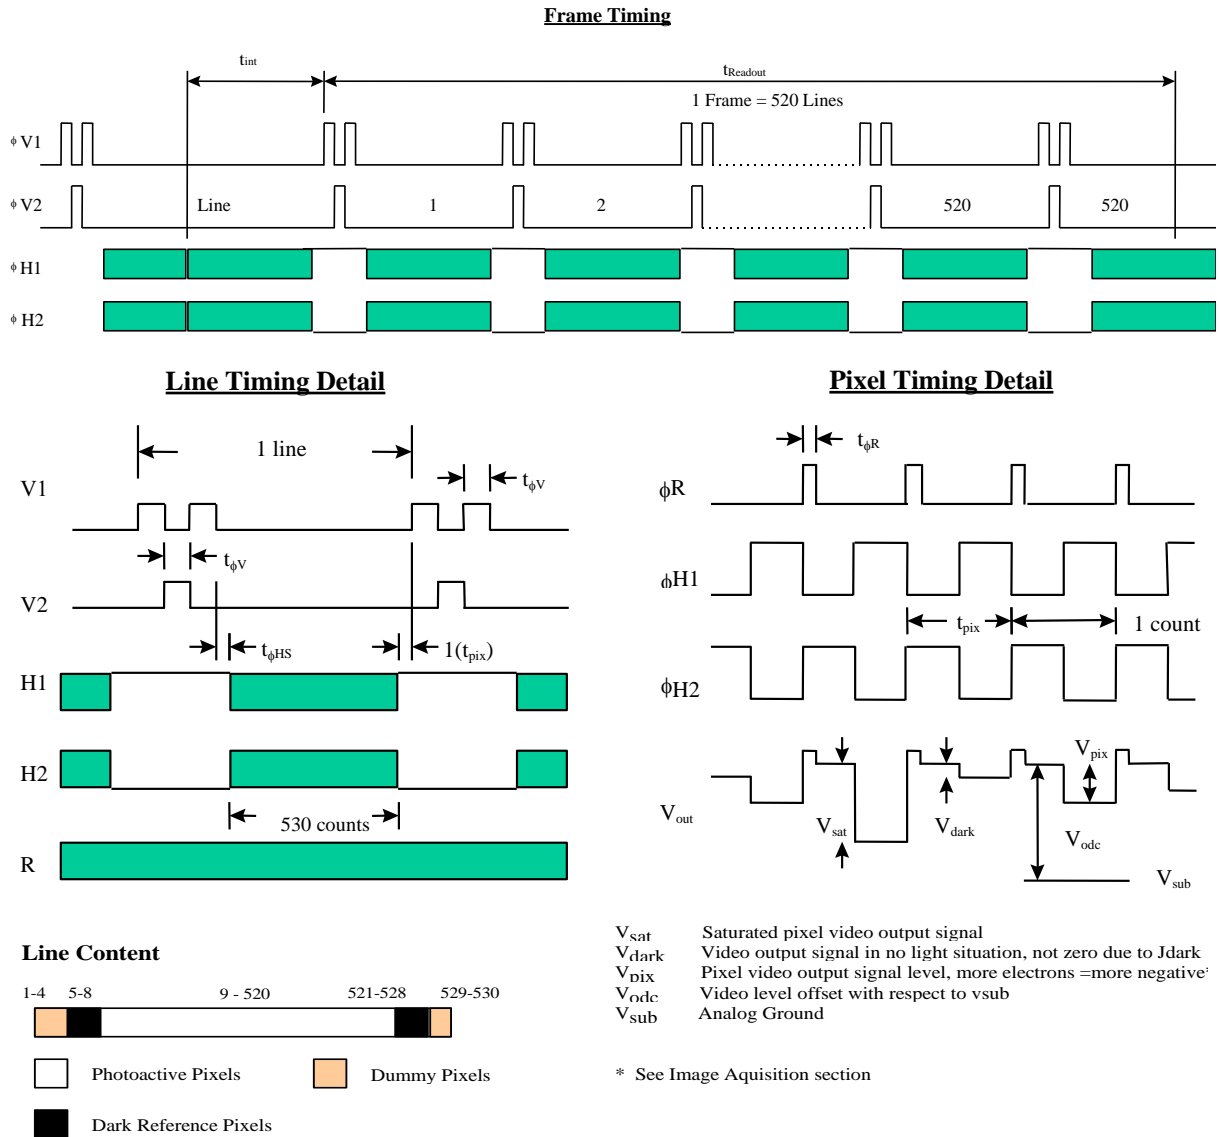 Frame Timing
tint
tReadout
1 Frame = 520 Lines
ϕ V1
ϕ V2
Line
1
2
520
520
ϕ H1
ϕ H2
Line Timing Detail
1 line
V1
tϕV
tϕV
V2
tϕHS
1(tpix)
H1
H2
530 counts
R
Pixel Timing Detail
tϕR
ϕR
ϕH1
tpix
1 count
ϕH2
Vpix
Vout
Vsat
Vdark
Vodc
Vsub
Line Content
1-4 5-8 9 - 520 521-528 529-530
Photoactive Pixels
Dummy Pixels
Dark Reference Pixels
Vsat Saturated pixel video output signal
Vdark Video output signal in no light situation, not zero due to Jdark
Vpix Pixel video output signal level, more electrons =more negative*
Vodc Video level offset with respect to vsub
Vsub Analog Ground
* See Image Aquisition section